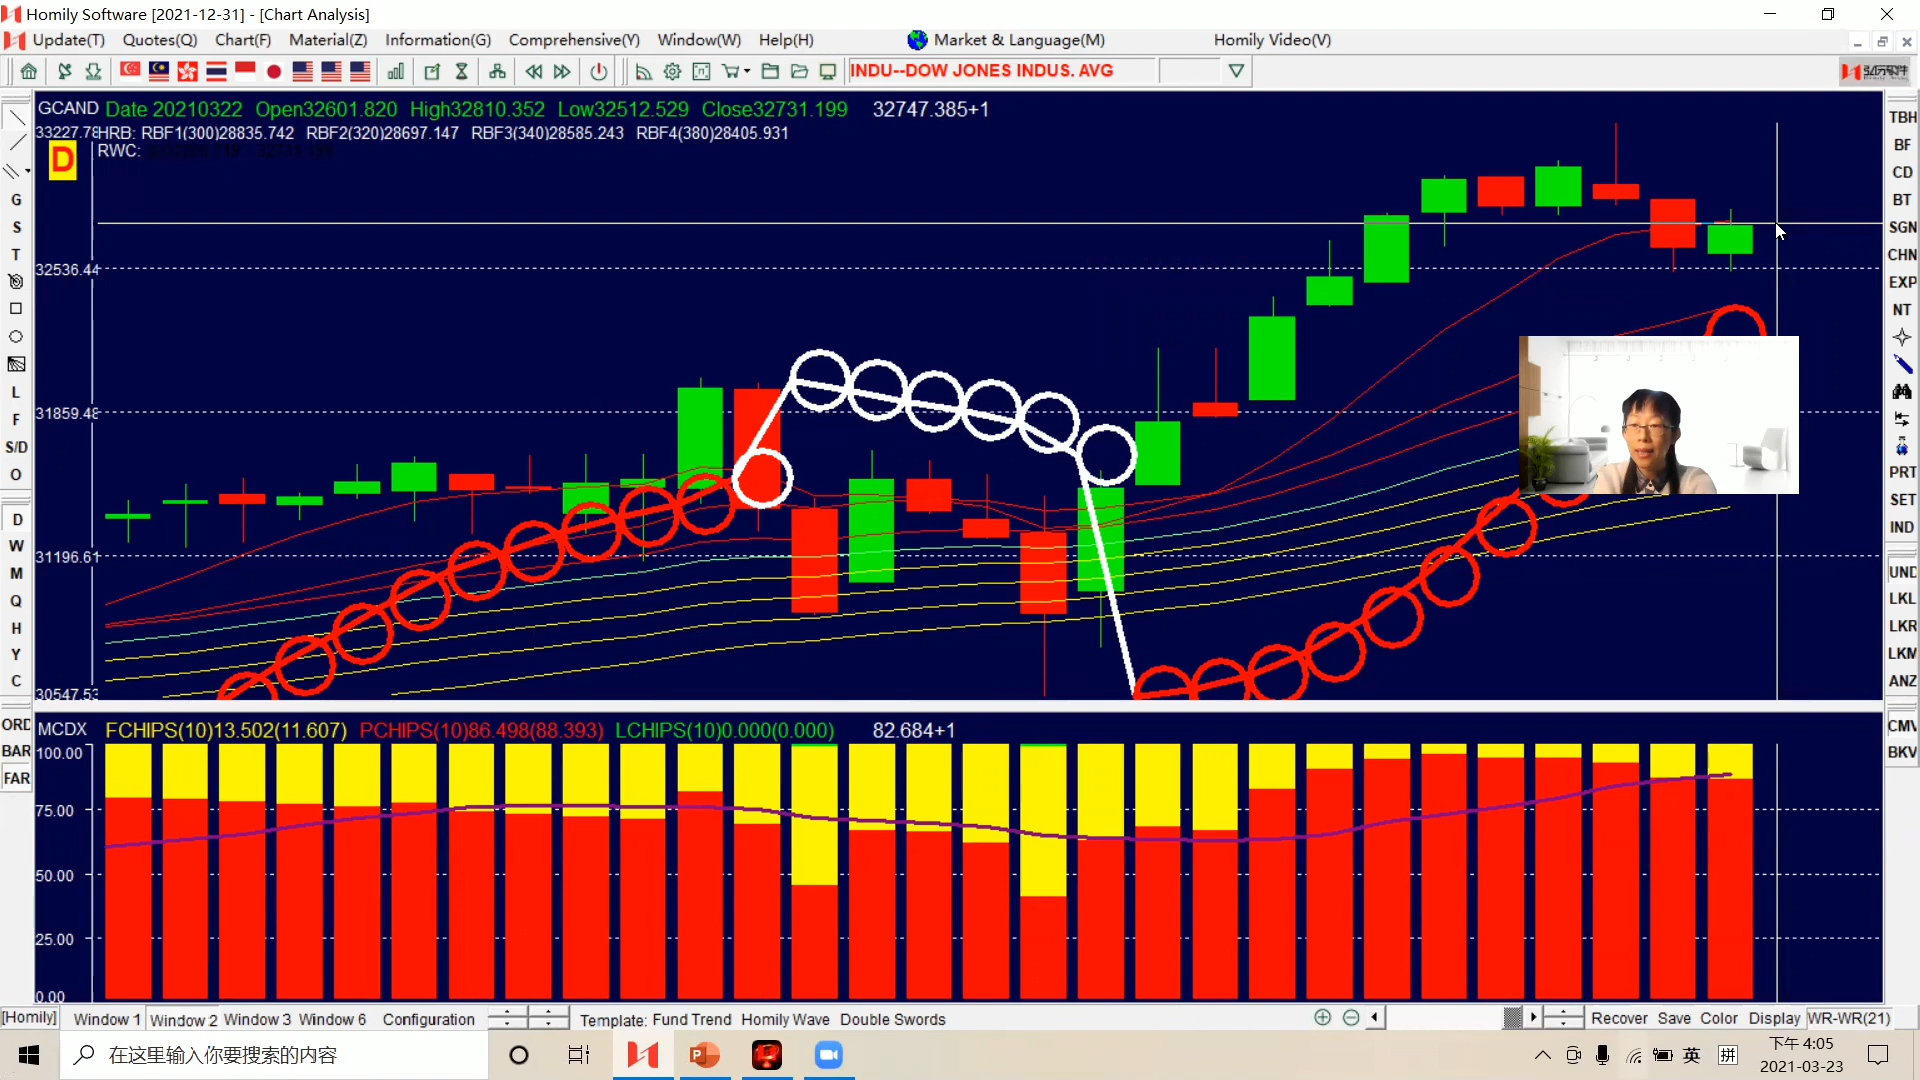 Homily Software [2021-12-31] - [Chart Analysis]
Update(T) Quotes(Q) Chart(F) Material(Z) Information(G) Comprehensive(Y) Window(W) Help(H) Market & Language(M) Homily Video(V)
INDU--DOW JONES INDUS. AVG
弘历软件
GCAND Date 20210322 Open32601.820 High32810.352 Low32512.529 Close32731.199 32747.385+1
33227.78
HRB: RBF1(300)28835.742 RBF2(320)28697.147 RBF3(340)28585.243 RBF4(380)28405.931
D
RWC:
32536.44
31859.48
31196.61
30547.53
G
S
T
L
F
S/D
O
D
W
M
Q
H
Y
C
ORD
BAR
FAR
TBH
BF
CD
BT
SGN
CHN
EXP
NT
PRT
SET
IND
UND
LKL
LKR
LKM
ANZ
CMV
BKV
MCDX FCHIPS(10)13.502(11.607) PCHIPS(10)86.498(88.393) LCHIPS(10)0.000(0.000) 82.684+1
100.00
75.00
50.00
25.00
0.00
[Homily] Window 1 Window 2 Window 3 Window 6 Configuration Template: Fund Trend Homily Wave Double Swords Recover Save Color Display WR-WR(21)
在这里输入你要搜索的内容
英 拼 下午 4:05
2021-03-23